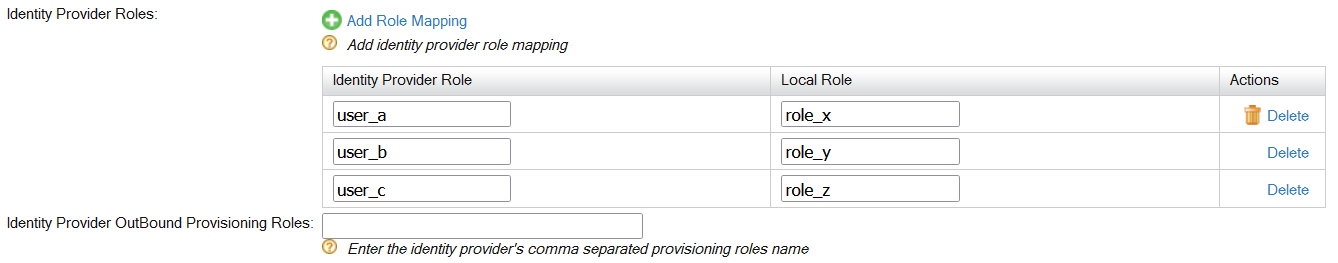 Identity Provider Roles:
Add Role Mapping
Add identity provider role mapping
Identity Provider Role Local Role Actions
user_a role_x Delete
user_b role_y Delete
user_c role_z Delete
Identity Provider OutBound Provisioning Roles:
Enter the identity provider's comma separated provisioning roles name